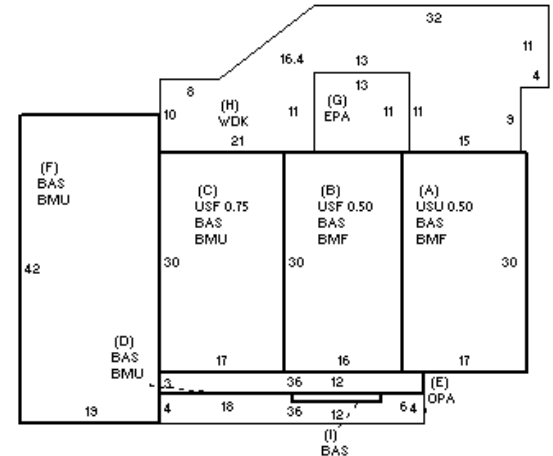 32
11
16.4
13
4
8
13
(H)
WDK
(G)
EPA
10
11
11
11
9
21
15
(F)
BAS
BMU
(C)
USF 0.75
BAS
BMU
(B)
USF 0.50
BAS
BMF
(A)
USU 0.50
BAS
BMF
42
30
30
30
(D)
BAS
BMU
17
16
17
3
36
12
(E)
OPA
19
4
18
36
12
6
4
(I)
BAS